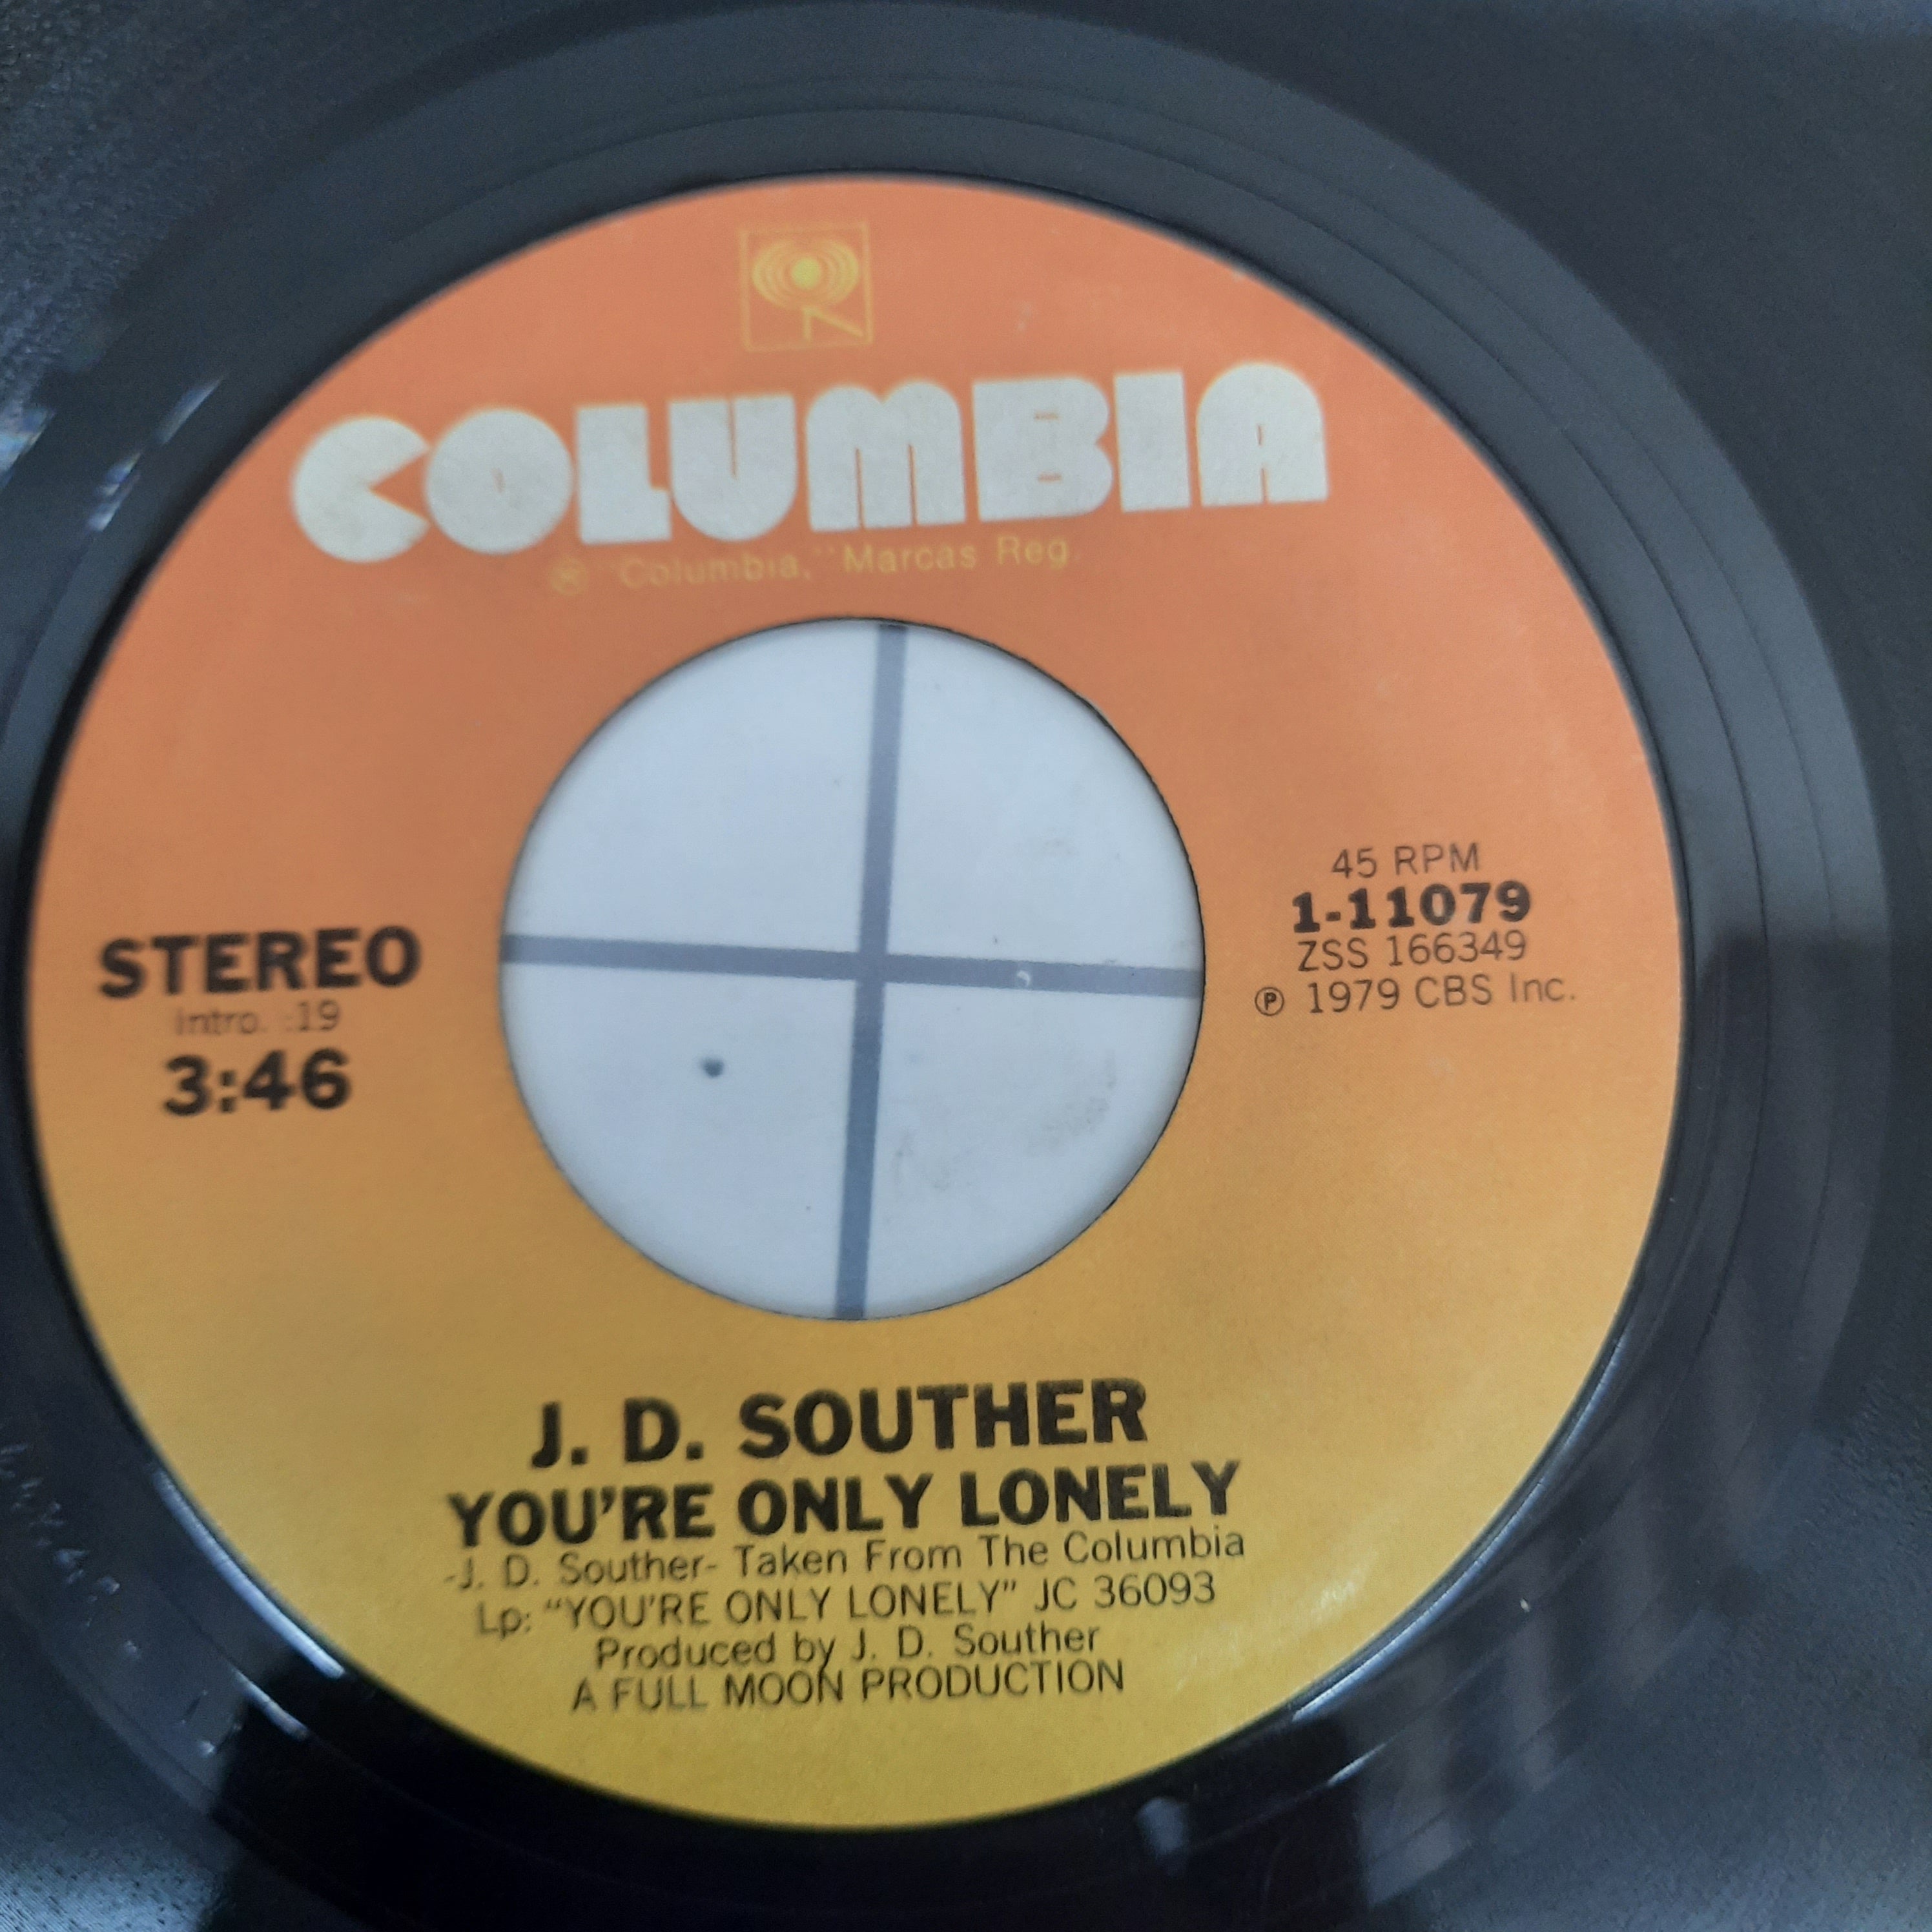 COLUMBIA
® "Columbia," Marcas Reg.
STEREO
Intro. :19
3:46
45 RPM
1-11079
ZSS 166349
℗ 1979 CBS Inc.
J. D. SOUTHER
YOU'RE ONLY LONELY
-J. D. Souther- Taken From The Columbia
Lp: "YOU'RE ONLY LONELY" JC 36093
Produced by J. D. Souther
A FULL MOON PRODUCTION